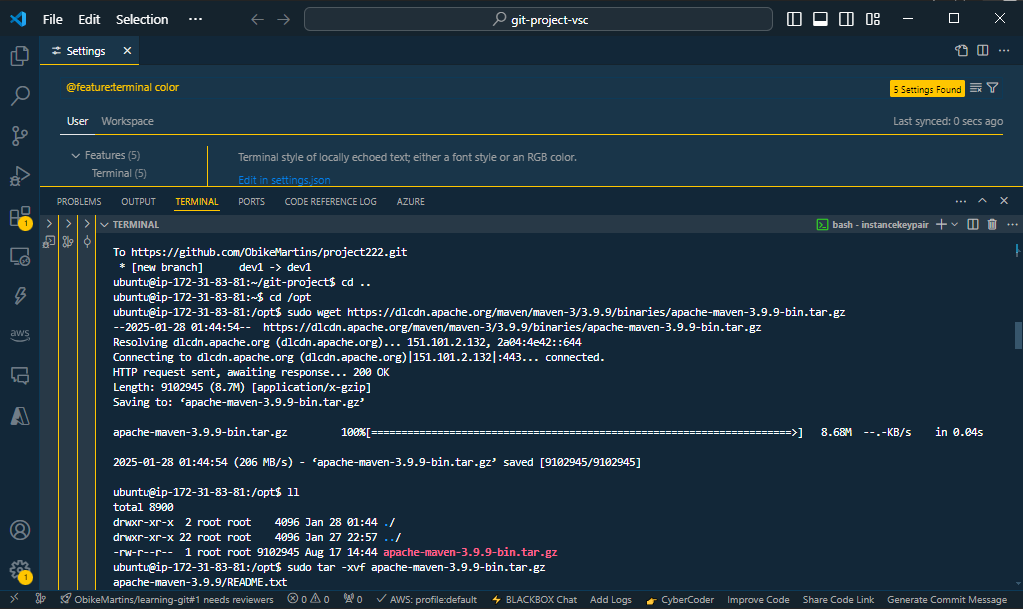 File Edit Selection ··· git-project-vsc
Settings
@feature:terminal color
5 Settings Found
User Workspace
Last synced: 0 secs ago
Features (5)
Terminal (5)
Terminal style of locally echoed text; either a font style or an RGB color.
Edit in settings.json
PROBLEMS OUTPUT TERMINAL PORTS CODE REFERENCE LOG AZURE
TERMINAL
bash - instancekeypair
To https://github.com/ObikeMartins/project222.git
 * [new branch]      dev1 -> dev1
ubuntu@ip-172-31-83-81:~/git-project$ cd ..
ubuntu@ip-172-31-83-81:~$ cd /opt
ubuntu@ip-172-31-83-81:/opt$ sudo wget https://dlcdn.apache.org/maven/maven-3/3.9.9/binaries/apache-maven-3.9.9-bin.tar.gz
--2025-01-28 01:44:54--  https://dlcdn.apache.org/maven/maven-3/3.9.9/binaries/apache-maven-3.9.9-bin.tar.gz
Resolving dlcdn.apache.org (dlcdn.apache.org)... 151.101.2.132, 2a04:4e42::644
Connecting to dlcdn.apache.org (dlcdn.apache.org)|151.101.2.132|:443... connected.
HTTP request sent, awaiting response... 200 OK
Length: 9102945 (8.7M) [application/x-gzip]
Saving to: ‘apache-maven-3.9.9-bin.tar.gz’
apache-maven-3.9.9-bin.tar.gz 100%[======================================================================>] 8.68M --.-KB/s in 0.04s
2025-01-28 01:44:54 (206 MB/s) - ‘apache-maven-3.9.9-bin.tar.gz’ saved [9102945/9102945]
ubuntu@ip-172-31-83-81:/opt$ ll
total 8900
drwxr-xr-x  2 root root    4096 Jan 28 01:44 ./
drwxr-xr-x 22 root root    4096 Jan 27 22:57 ../
-rw-r--r--  1 root root 9102945 Aug 17 14:44 apache-maven-3.9.9-bin.tar.gz
ubuntu@ip-172-31-83-81:/opt$ sudo tar -xvf apache-maven-3.9.9-bin.tar.gz
apache-maven-3.9.9/README.txt
aws
1
1
ObikeMartins/learning-git#1 needs reviewers 0 0 0 AWS: profile:default BLACKBOX Chat Add Logs CyberCoder Improve Code Share Code Link Generate Commit Message